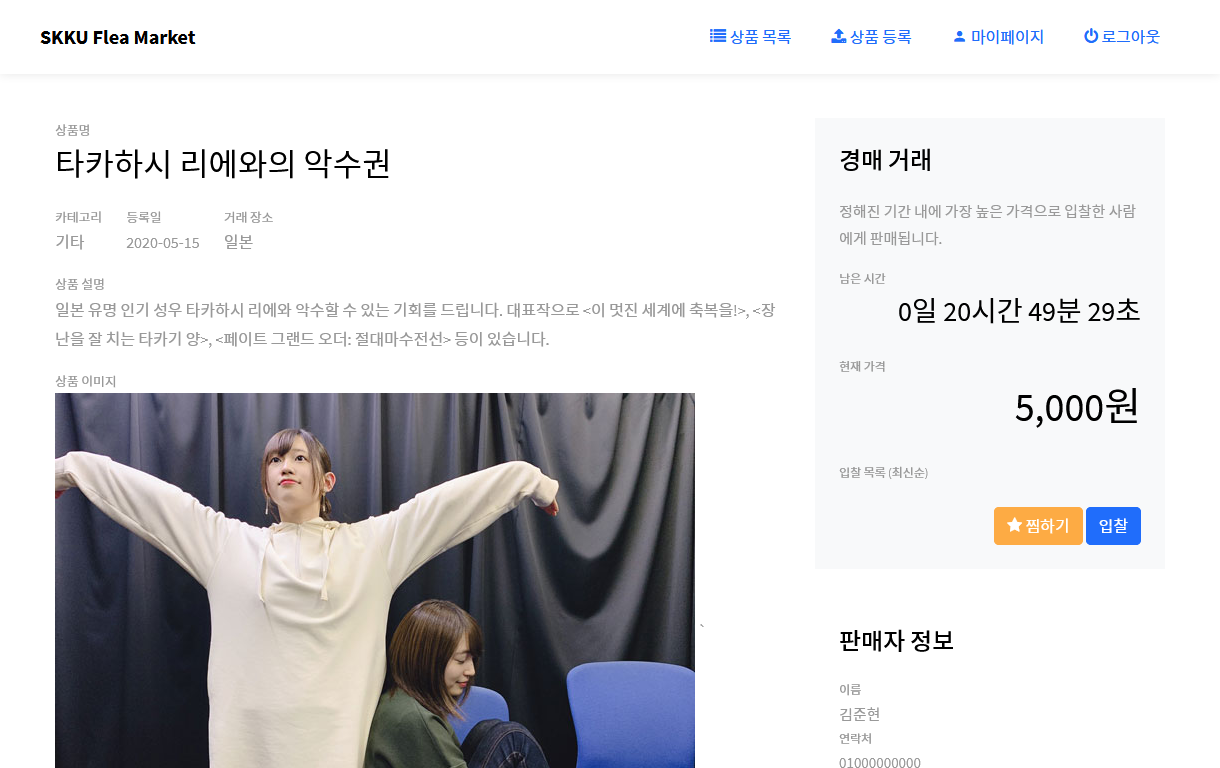 SKKU Flea Market
상품 목록
상품 등록
마이페이지
로그아웃
상품명
타카하시 리에와의 악수권
카테고리
기타
등록일
2020-05-15
거래 장소
일본
상품 설명
일본 유명 인기 성우 타카하시 리에와 악수할 수 있는 기회를 드립니다. 대표작으로 <이 멋진 세계에 축복을!>, <장
난을 잘 치는 타카기 양>, <페이트 그랜드 오더: 절대마수전선> 등이 있습니다.
상품 이미지
`
경매 거래
정해진 기간 내에 가장 높은 가격으로 입찰한 사람
에게 판매됩니다.
남은 시간
0일 20시간 49분 29초
현재 가격
5,000원
입찰 목록 (최신순)
찜하기
입찰
판매자 정보
이름
김준현
연락처
01000000000